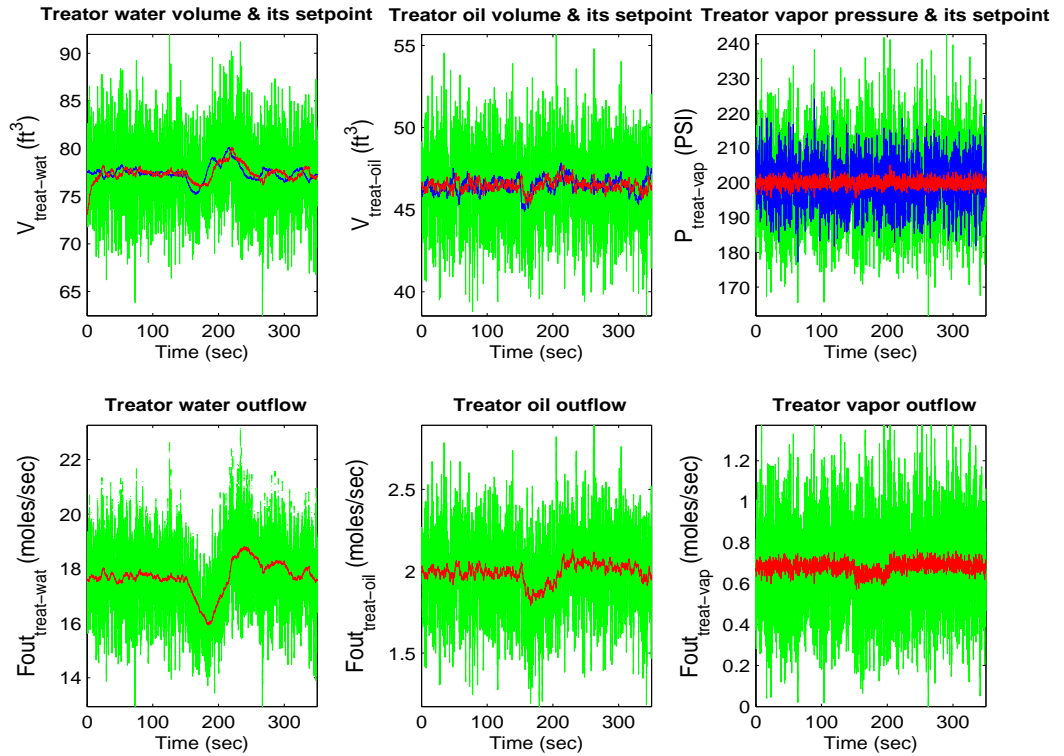 Treator water volume & its setpoint
Treator oil volume & its setpoint
Treator vapor pressure & its setpoint
90
85
80
75
70
65
V_treat−wat (ft^3)
0 100 200 300
Time (sec)
55
50
45
40
V_treat−oil (ft^3)
0 100 200 300
Time (sec)
240
230
220
210
200
190
180
170
P_treat−vap (PSI)
0 100 200 300
Time (sec)
Treator water outflow
Treator oil outflow
Treator vapor outflow
22
20
18
16
14
Fout_treat−wat (moles/sec)
0 100 200 300
Time (sec)
2.5
2
1.5
Fout_treat−oil (moles/sec)
0 100 200 300
Time (sec)
1.2
1
0.8
0.6
0.4
0.2
0
Fout_treat−vap (moles/sec)
0 100 200 300
Time (sec)